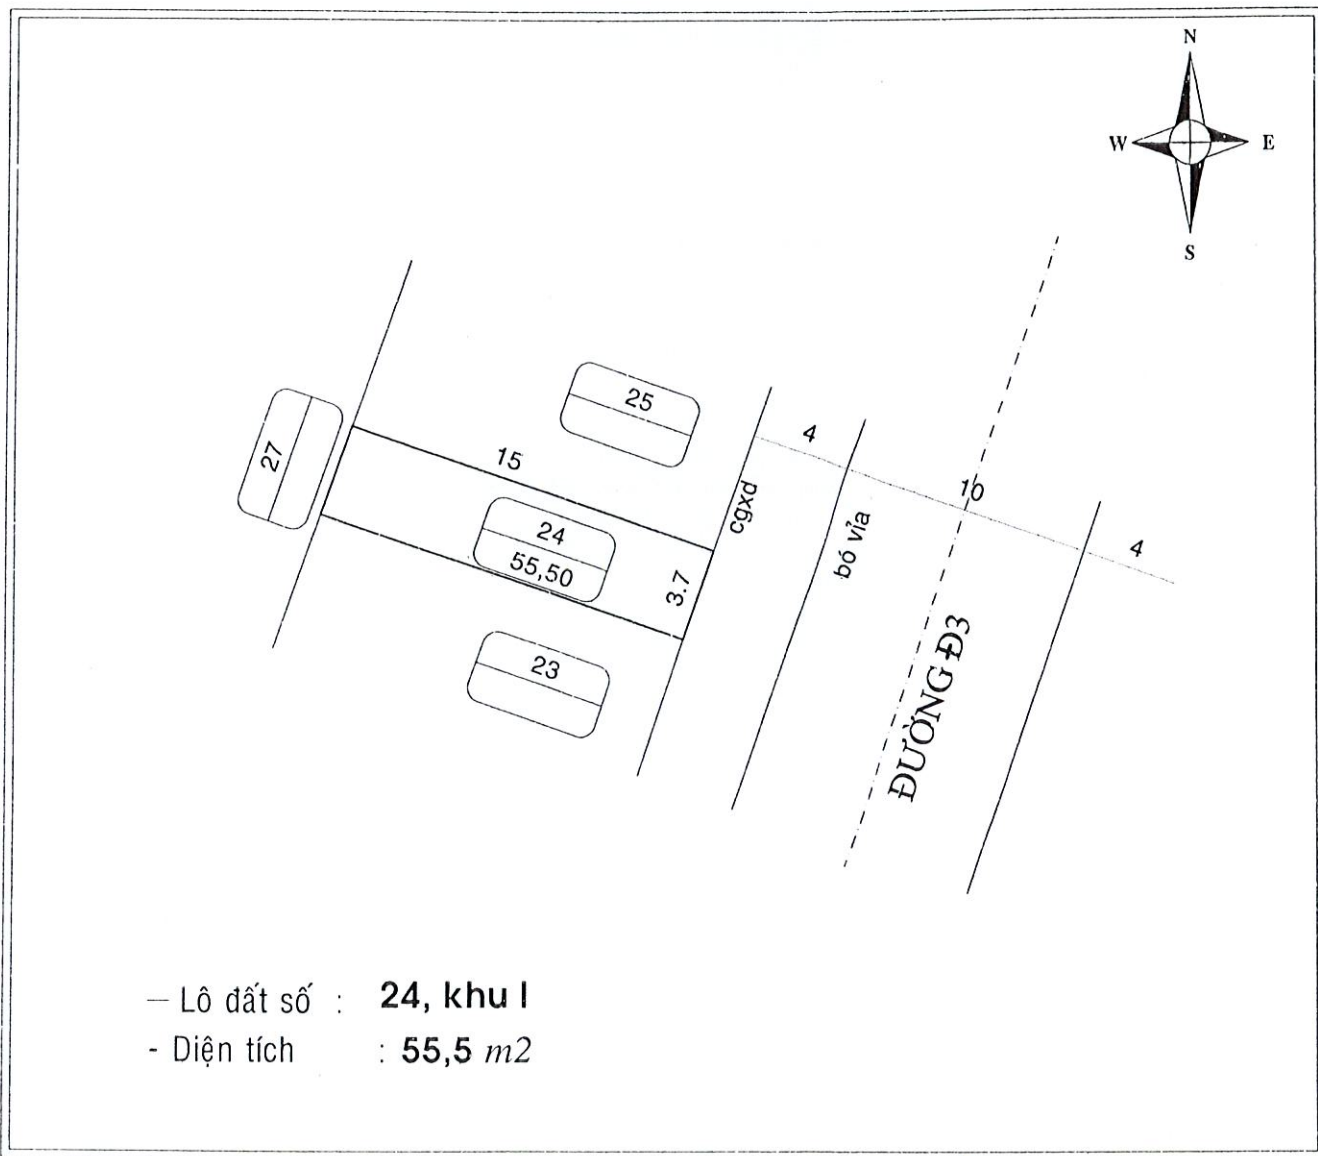 N
W
E
S
25
27
15
4
10
4
cgxd
bó vỉa
24
55,50
3.7
23
ĐƯỜNG Đ3
— Lô đất số : 24, khu I
- Diện tích : 55,5 m2